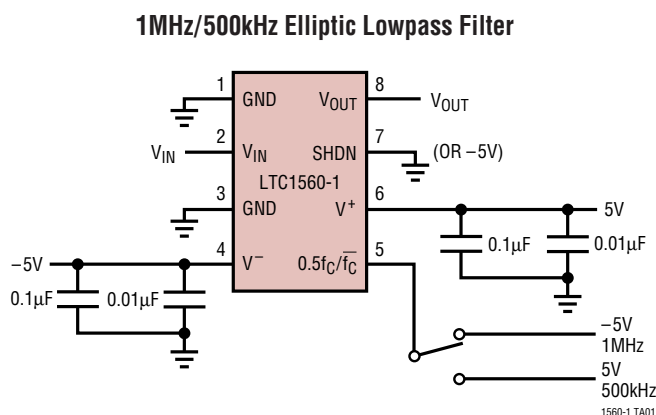 1MHz/500kHz Elliptic Lowpass Filter
1
GND
VOUT
8
VOUT
VIN
2
VIN
SHDN
7
(OR –5V)
LTC1560-1
3
GND
V+
6
5V
0.1μF
0.01μF
–5V
4
V–
0.5fC/f̅C̅
5
0.1μF
0.01μF
–5V
1MHz
5V
500kHz
1560-1 TA01